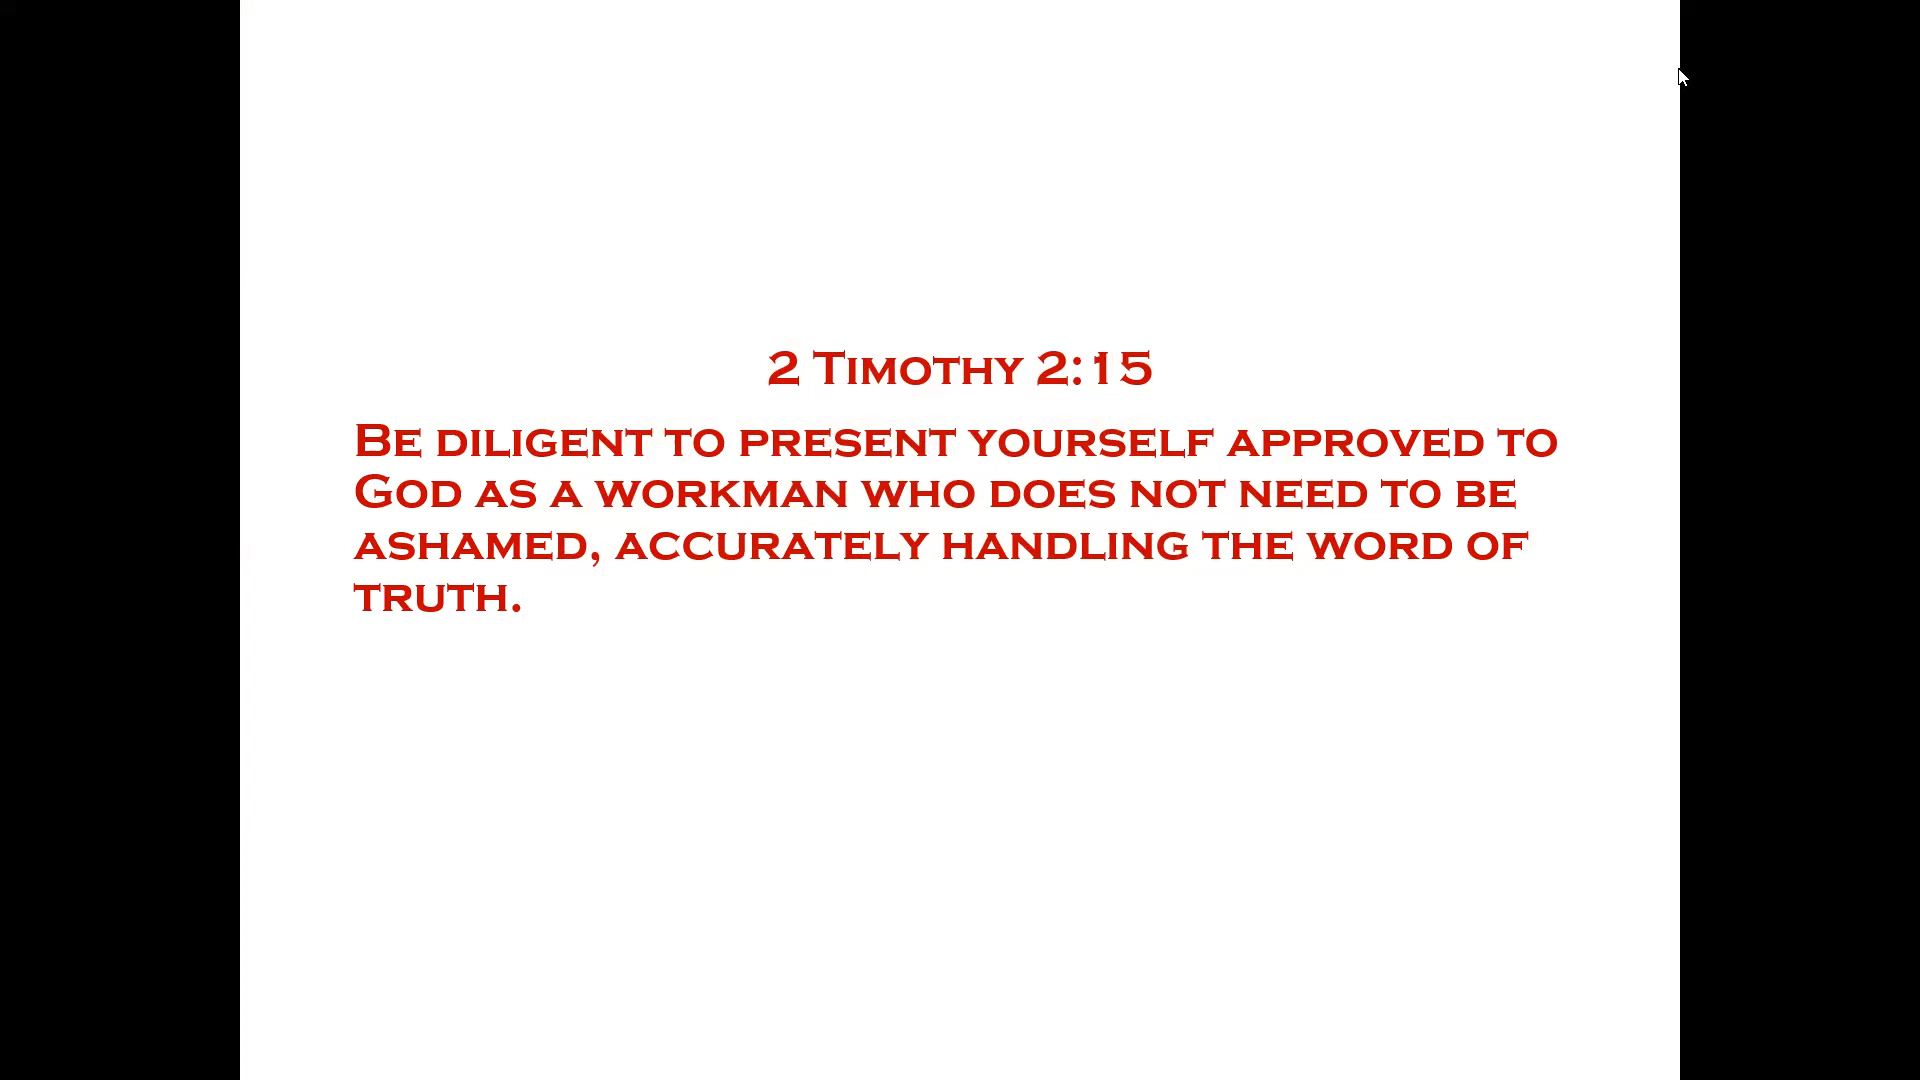 2 Timothy 2:15
Be diligent to present yourself approved to
God as a workman who does not need to be
ashamed, accurately handling the word of
truth.